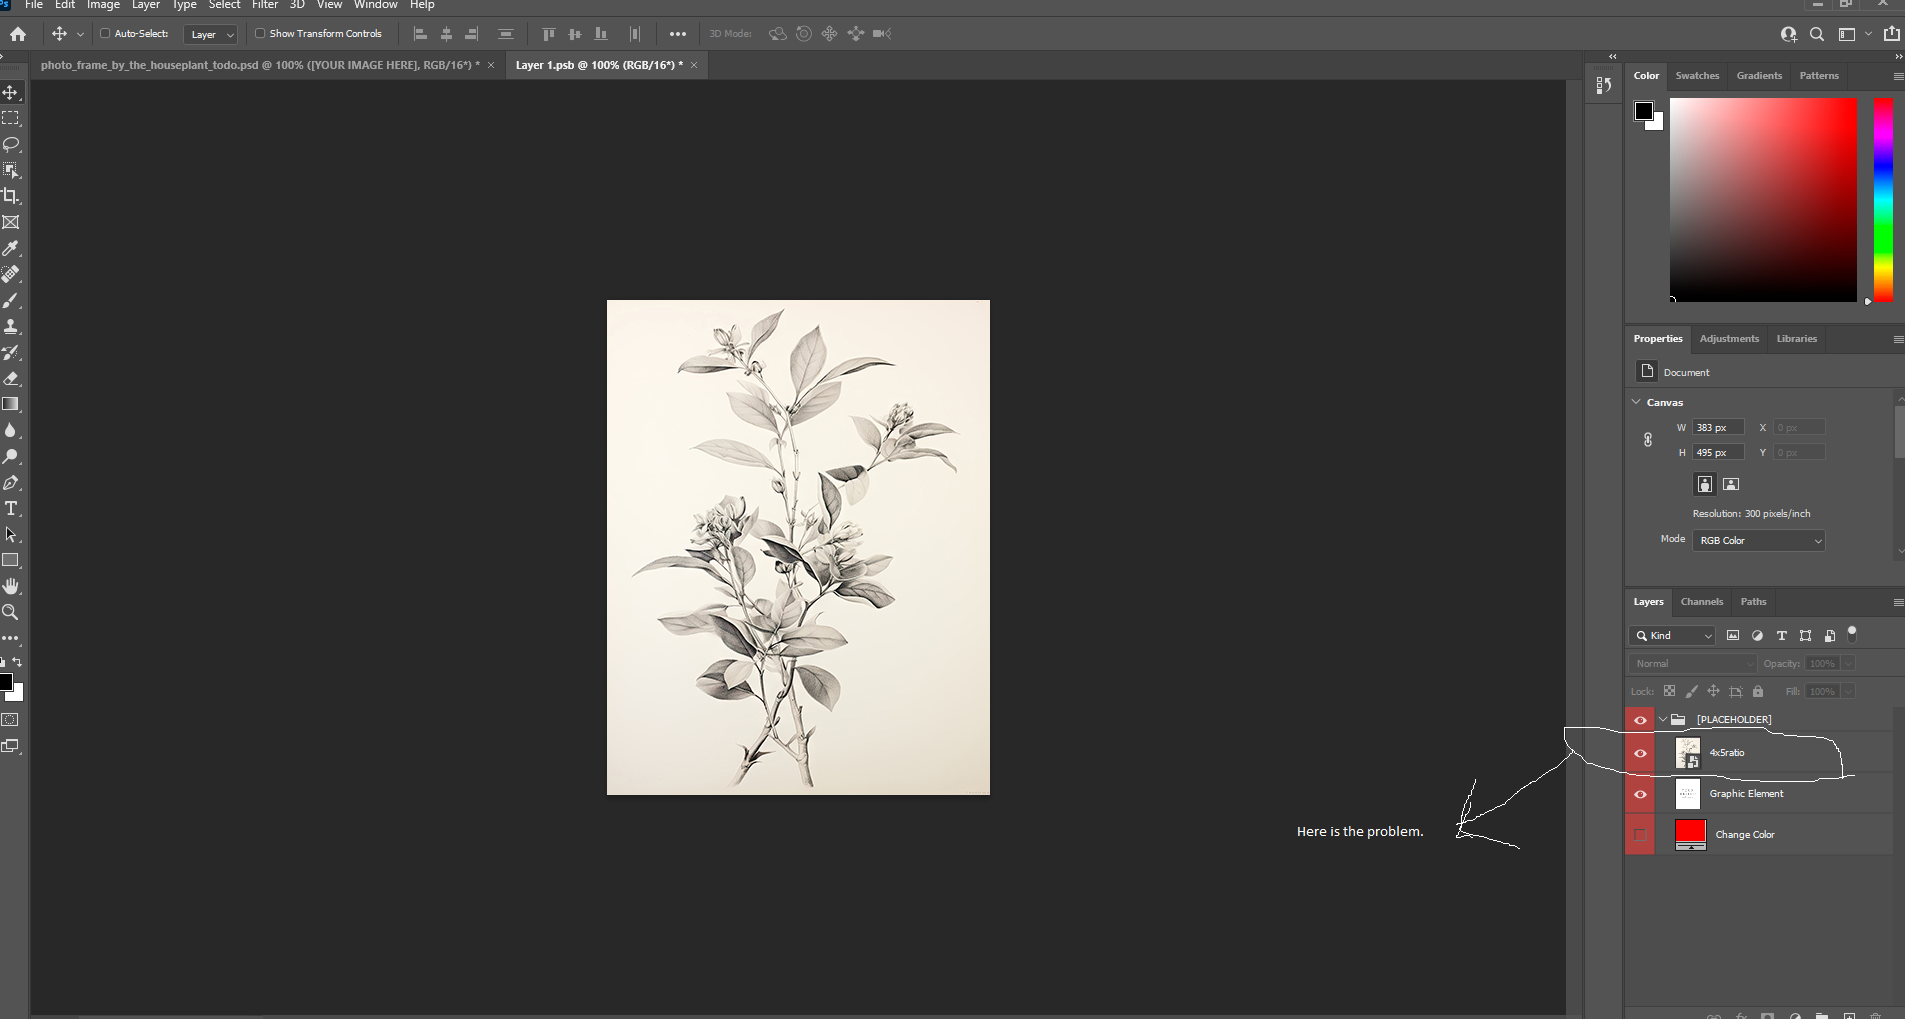 Ps File Edit Image Layer Type Select Filter 3D View Window Help
Auto-Select: Layer Show Transform Controls 3D Mode:
photo_frame_by_the_houseplant_todo.psd @ 100% ([YOUR IMAGE HERE], RGB/16*) * × Layer 1.psb @ 100% (RGB/16*) * ×
Color Swatches Gradients Patterns
Properties Adjustments Libraries
Document
Canvas
W 383 px X 0 px
H 495 px Y 0 px
Resolution: 300 pixels/inch
Mode RGB Color
Layers Channels Paths
Kind
Normal Opacity: 100%
Lock: Fill: 100%
[PLACEHOLDER]
4x5ratio
Graphic Element
Change Color
Here is the problem.